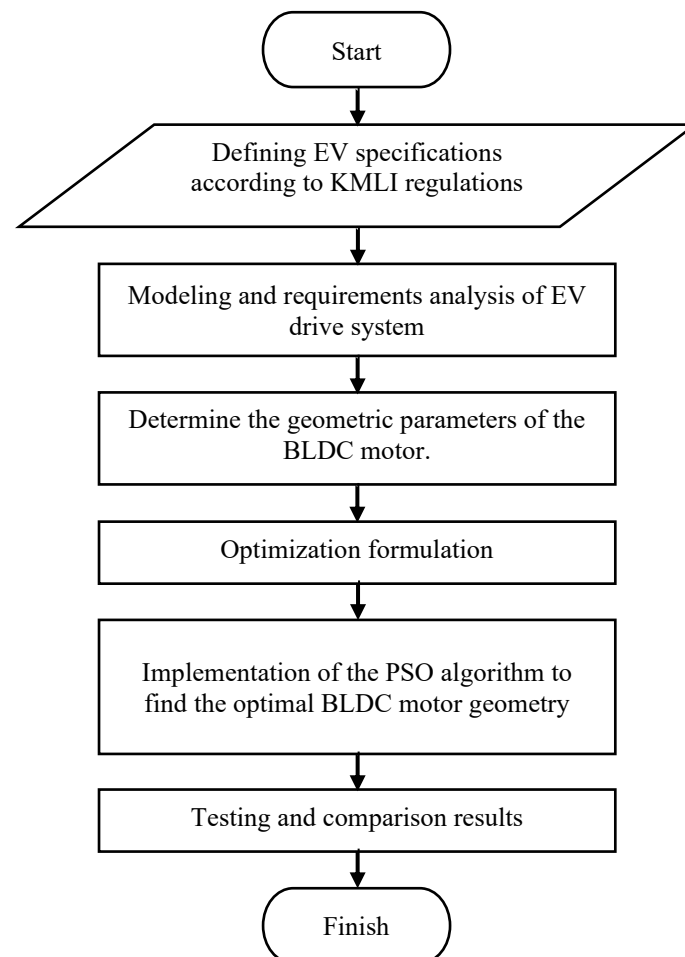 Start
Defining EV specifications
according to KMLI regulations
Modeling and requirements analysis of EV
drive system
Determine the geometric parameters of the
BLDC motor.
Optimization formulation
Implementation of the PSO algorithm to
find the optimal BLDC motor geometry
Testing and comparison results
Finish